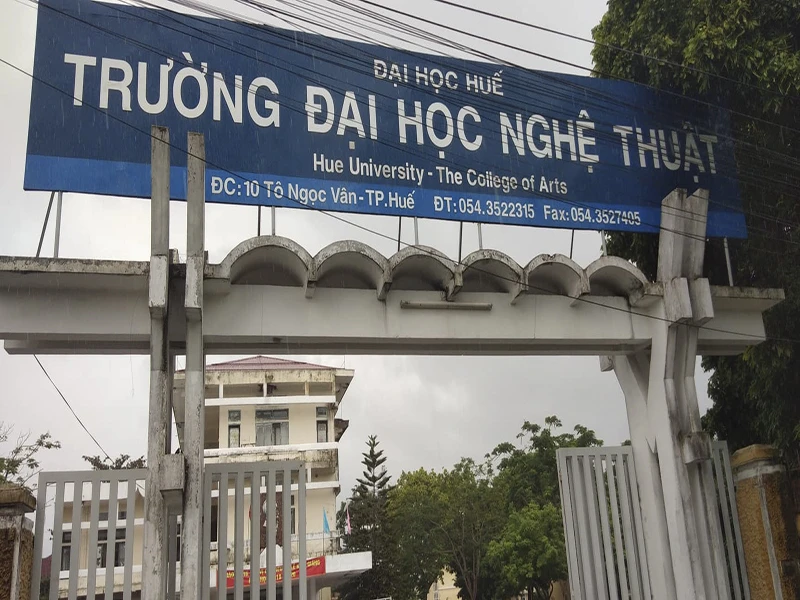 ĐẠI HỌC HUẾ
TRƯỜNG ĐẠI HỌC NGHỆ THUẬT
Hue University - The College of Arts
ĐC: 10 Tô Ngọc Vân - TP.Huế ĐT: 054.3522315 Fax: 054.3527405